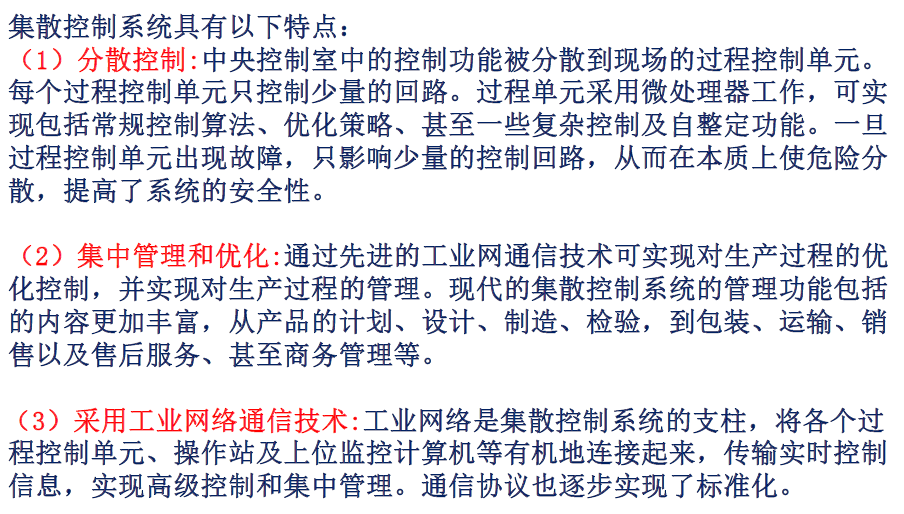 集散控制系统具有以下特点：
（1）分散控制:中央控制室中的控制功能被分散到现场的过程控制单元。
每个过程控制单元只控制少量的回路。过程单元采用微处理器工作，可实
现包括常规控制算法、优化策略、甚至一些复杂控制及自整定功能。一旦
过程控制单元出现故障，只影响少量的控制回路，从而在本质上使危险分
散，提高了系统的安全性。
（2）集中管理和优化:通过先进的工业网通信技术可实现对生产过程的优
化控制，并实现对生产过程的管理。现代的集散控制系统的管理功能包括
的内容更加丰富，从产品的计划、设计、制造、检验，到包装、运输、销
售以及售后服务、甚至商务管理等。
（3）采用工业网络通信技术:工业网络是集散控制系统的支柱，将各个过
程控制单元、操作站及上位监控计算机等有机地连接起来，传输实时控制
信息，实现高级控制和集中管理。通信协议也逐步实现了标准化。